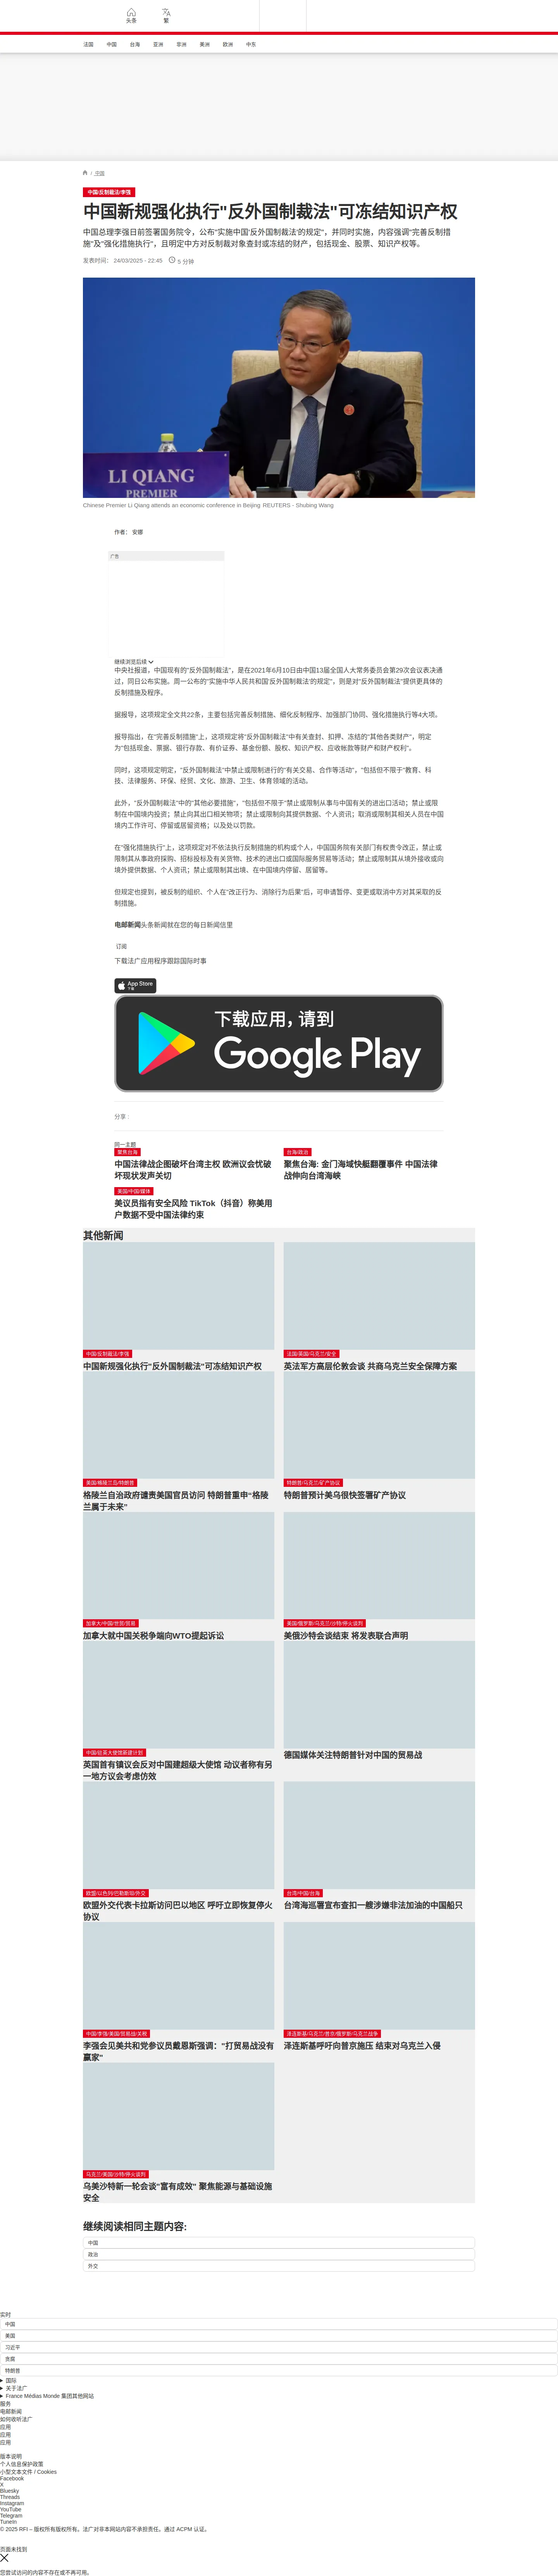 头条
繁
法国
中国
台海
亚洲
非洲
美洲
欧洲
中东
/ 中国
中国/反制裁法/李强
中国新规强化执行"反外国制裁法"可冻结知识产权
中国总理李强日前签署国务院令，公布"实施中国'反外国制裁法'的规定"，并同时实施，内容强调"完善反制措
施"及"强化措施执行"，且明定中方对反制裁对象查封或冻结的财产，包括现金、股票、知识产权等。
发表时间： 24/03/2025 - 22:45
5 分钟
LI QIANG
PREMIER
Chinese Premier Li Qiang attends an economic conference in Beijing REUTERS - Shubing Wang
作者： 安娜
广告
继续浏览后续
中央社报道，中国现有的"反外国制裁法"，是在2021年6月10日由中国13届全国人大常务委员会第29次会议表决通
过，同日公布实施。周一公布的"实施中华人民共和国'反外国制裁法'的规定"，则是对"反外国制裁法"提供更具体的
反制措施及程序。
据报导，这项规定全文共22条，主要包括完善反制措施、细化反制程序、加强部门协同、强化措施执行等4大项。
报导指出，在"完善反制措施"上，这项规定将"反外国制裁法"中有关查封、扣押、冻结的"其他各类财产"，明定
为"包括现金、票据、银行存款、有价证券、基金份额、股权、知识产权、应收帐款等财产和财产权利"。
同时，这项规定明定，"反外国制裁法"中禁止或限制进行的"有关交易、合作等活动"，"包括但不限于"教育、科
技、法律服务、环保、经贸、文化、旅游、卫生、体育领域的活动。
此外，"反外国制裁法"中的"其他必要措施"，"包括但不限于"禁止或限制从事与中国有关的进出口活动；禁止或限
制在中国境内投资；禁止向其出口相关物项；禁止或限制向其提供数据、个人资讯；取消或限制其相关人员在中国
境内工作许可、停留或居留资格；以及处以罚款。
在"强化措施执行"上，这项规定对不依法执行反制措施的机构或个人，中国国务院有关部门有权责令改正，禁止或
限制其从事政府采购、招标投标及有关货物、技术的进出口或国际服务贸易等活动；禁止或限制其从境外接收或向
境外提供数据、个人资讯；禁止或限制其出境、在中国境内停留、居留等。
但规定也提到，被反制的组织、个人在"改正行为、消除行为后果"后，可申请暂停、变更或取消中方对其采取的反
制措施。
电邮新闻头条新闻就在您的每日新闻信里
订阅
下载法广应用程序跟踪国际时事
App Store
下载
下载应用，请到
Google Play
分享 :
同一主题
聚焦台海
中国法律战企图破坏台湾主权 欧洲议会忧破
坏现状发声关切
台海/政治
聚焦台海: 金门海域快艇翻覆事件 中国法律
战伸向台湾海峡
美国/中国/媒体
美议员指有安全风险 TikTok（抖音）称美用
户数据不受中国法律约束
其他新闻
中国/反制裁法/李强
中国新规强化执行"反外国制裁法"可冻结知识产权
法国/英国/乌克兰/安全
英法军方高层伦敦会谈 共商乌克兰安全保障方案
美国/格陵兰岛/特朗普
格陵兰自治政府谴责美国官员访问 特朗普重申"格陵
兰属于未来"
特朗普/乌克兰/矿产协议
特朗普预计美乌很快签署矿产协议
加拿大/中国/世贸/贸易
加拿大就中国关税争端向WTO提起诉讼
美国/俄罗斯/乌克兰/沙特/停火谈判
美俄沙特会谈结束 将发表联合声明
中国/驻英大使馆新建计划
英国首有镇议会反对中国建超级大使馆 动议者称有另
一地方议会考虑仿效
德国媒体关注特朗普针对中国的贸易战
欧盟/以色列/巴勒斯坦/外交
欧盟外交代表卡拉斯访问巴以地区 呼吁立即恢复停火
协议
台湾/中国/台海
台湾海巡署宣布查扣一艘涉嫌非法加油的中国船只
中国/李强/美国/贸易战/关税
李强会见美共和党参议员戴恩斯强调："打贸易战没有
赢家"
泽连斯基/乌克兰/普京/俄罗斯/乌克兰战争
泽连斯基呼吁向普京施压 结束对乌克兰入侵
乌克兰/美国/沙特/停火谈判
乌美沙特新一轮会谈"富有成效" 聚焦能源与基础设施
安全
继续阅读相同主题内容:
中国
政治
外交
实时
中国
美国
习近平
贪腐
特朗普
国际
关于法广
France Médias Monde 集团其他网站
服务
电邮新闻
如何收听法广
应用
应用
应用
版本说明
个人信息保护政策
小型文本文件 / Cookies
Facebook
X
Bluesky
Threads
Instagram
YouTube
Telegram
TuneIn
© 2025 RFI – 版权所有版权所有。法广对非本网站内容不承担责任。通过 ACPM 认证。
页面未找到
您尝试访问的内容不存在或不再可用。